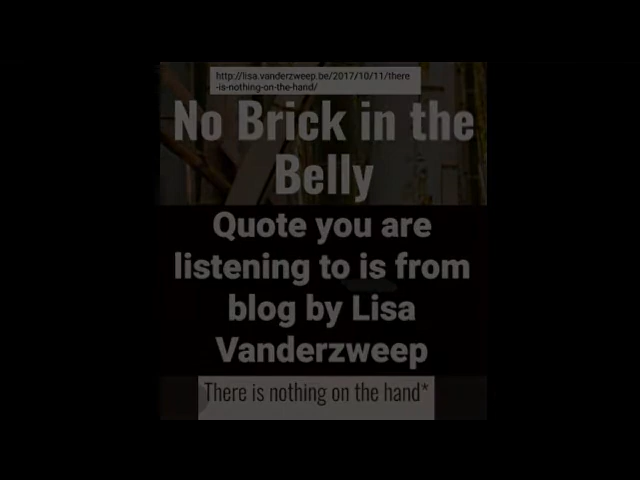 http://lisa.vanderzweep.be/2017/10/11/there
-is-nothing-on-the-hand/
No Brick in the
Belly
Quote you are
listening to is from
blog by Lisa
Vanderzweep
There is nothing on the hand*